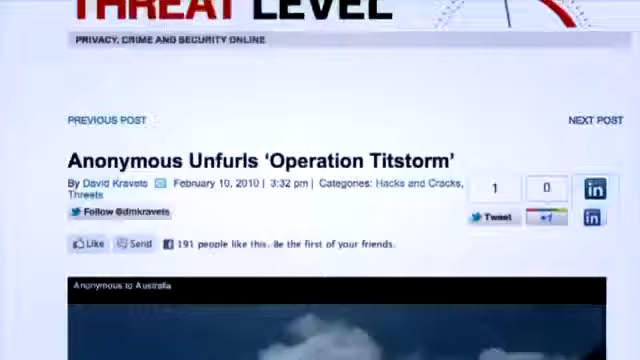 THREAT LEVEL
PRIVACY, CRIME AND SECURITY ONLINE
PREVIOUS POST
NEXT POST
Anonymous Unfurls ‘Operation Titstorm’
By David Kravets February 10, 2010 | 3:32 pm | Categories: Hacks and Cracks,
Threats
1
0
in
Follow @dmkravets
Tweet
+1
in
Like
Send
191 people like this. Be the first of your friends.
Anonymous to Australia